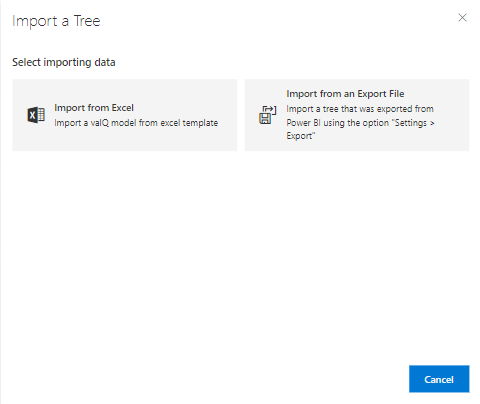 Import a Tree
Select importing data
Import from Excel
Import a valQ model from excel template
Import from an Export File
Import a tree that was exported from
Power BI using the option "Settings >
Export"
Cancel